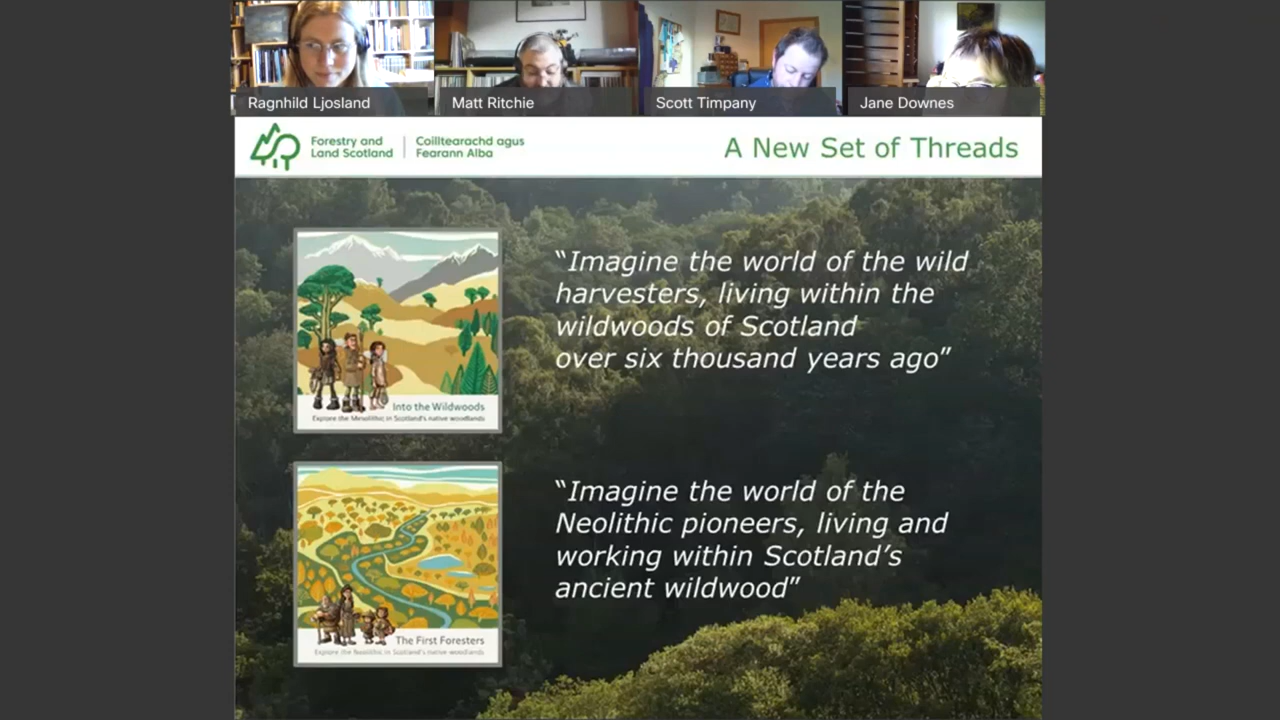 Ragnhild Ljosland
Matt Ritchie
Scott Timpany
Jane Downes
Forestry and
Land Scotland
Coilltearachd agus
Fearann Alba
A New Set of Threads
“Imagine the world of the wild
harvesters, living within the
wildwoods of Scotland
over six thousand years ago”
Into the Wildwoods
Explore the Mesolithic in Scotland's native woodlands
“Imagine the world of the
Neolithic pioneers, living and
working within Scotland’s
ancient wildwood”
The First Foresters
Explore the Neolithic in Scotland's native woodlands